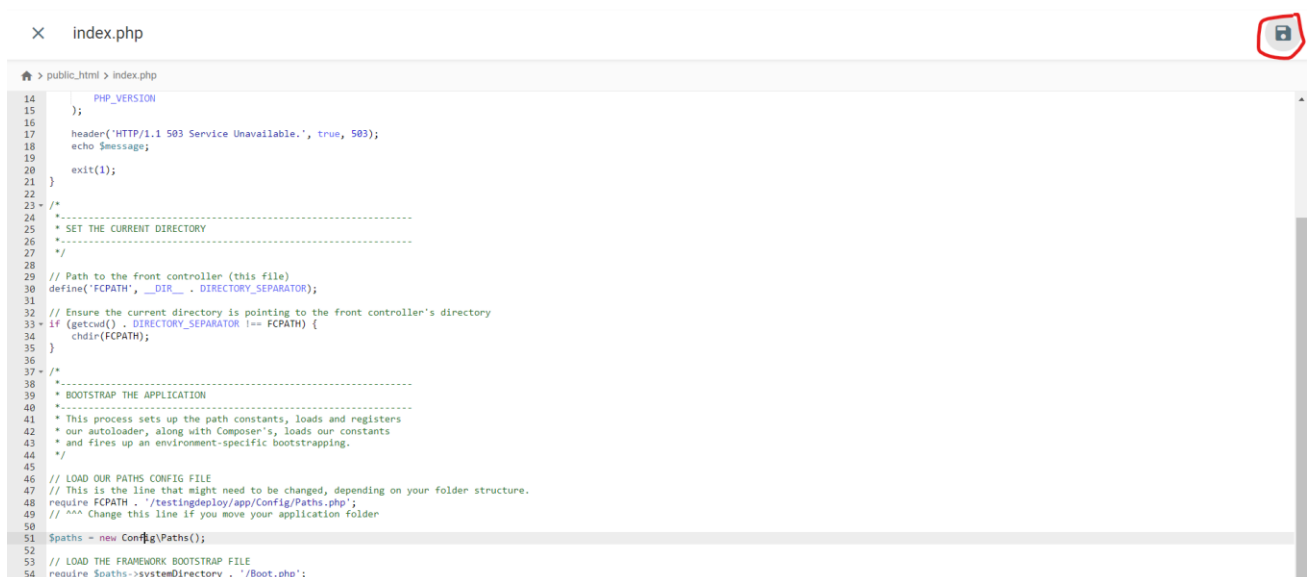 index.php
public_html > index.php
14 PHP_VERSION
15 );
16
17 header('HTTP/1.1 503 Service Unavailable.', true, 503);
18 echo $message;
19
20 exit(1);
21 }
22
23 /*
24 *---------------------------------------------------------------
25 * SET THE CURRENT DIRECTORY
26 *---------------------------------------------------------------
27 */
28
29 // Path to the front controller (this file)
30 define('FCPATH', __DIR__ . DIRECTORY_SEPARATOR);
31
32 // Ensure the current directory is pointing to the front controller's directory
33 if (getcwd() . DIRECTORY_SEPARATOR !== FCPATH) {
34 chdir(FCPATH);
35 }
36
37 /*
38 *---------------------------------------------------------------
39 * BOOTSTRAP THE APPLICATION
40 *---------------------------------------------------------------
41 * This process sets up the path constants, loads and registers
42 * our autoloader, along with Composer's, loads our constants
43 * and fires up an environment-specific bootstrapping.
44 */
45
46 // LOAD OUR PATHS CONFIG FILE
47 // This is the line that might need to be changed, depending on your folder structure.
48 require FCPATH . '/testingdeploy/app/Config/Paths.php';
49 // ^^^ Change this line if you move your application folder
50
51 $paths = new Config\Paths();
52
53 // LOAD THE FRAMEWORK BOOTSTRAP FILE
54 require $paths->systemDirectory . '/Boot.php';